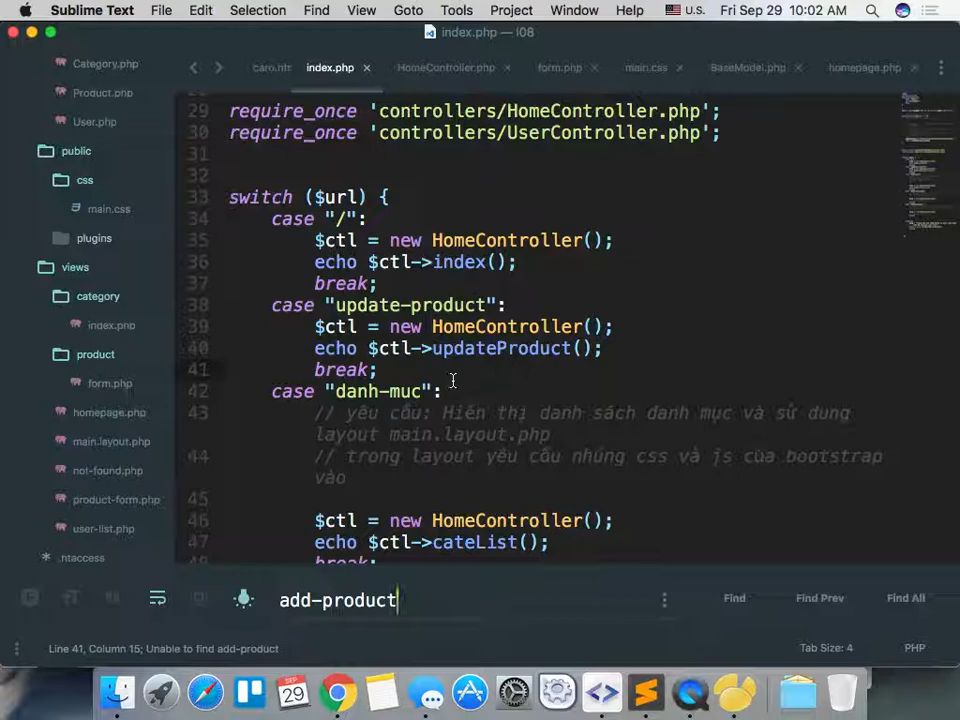 Sublime Text File Edit Selection Find View Goto Tools Project Window Help U.S. Fri Sep 29 10:02 AM
index.php — l08
Category.php
Product.php
User.php
public
css
main.css
plugins
views
category
index.php
product
form.php
homepage.php
main.layout.php
not-found.php
product-form.php
user-list.php
.htaccess
index.php × HomeController.php × form.php × main.css × BaseModel.php × homepage.php ×
29 require_once 'controllers/HomeController.php';
30 require_once 'controllers/UserController.php';
31
32
33 switch ($url) {
34 case "/":
35 $ctl = new HomeController();
36 echo $ctl->index();
37 break;
38 case "update-product":
39 $ctl = new HomeController();
40 echo $ctl->updateProduct();
41 break;
42 case "danh-muc":
43 // yêu cầu: Hiển thị danh sách danh mục và sử dung
layout main.layout.php
44 // trong layout yêu cầu nhúng css và js của bootstrap
vào
45
46 $ctl = new HomeController();
47 echo $ctl->cateList();
48 break;
add-product
Find Find Prev Find All
Line 41, Column 15; Unable to find add-product Tab Size: 4 PHP
SEP
29